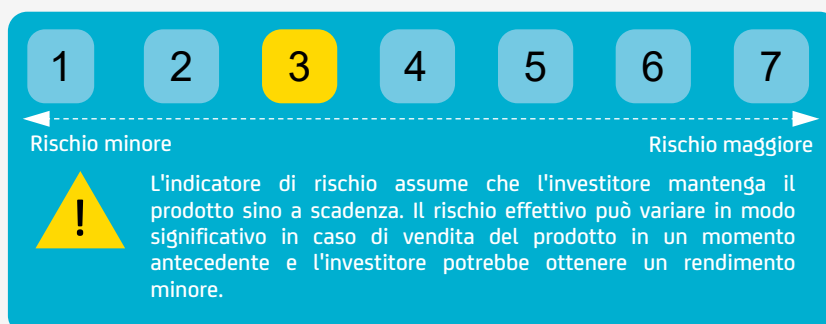 1 2 3 4 5 6 7
Rischio minore Rischio maggiore
!
L'indicatore di rischio assume che l'investitore mantenga il
prodotto sino a scadenza. Il rischio effettivo può variare in modo
significativo in caso di vendita del prodotto in un momento
antecedente e l'investitore potrebbe ottenere un rendimento
minore.